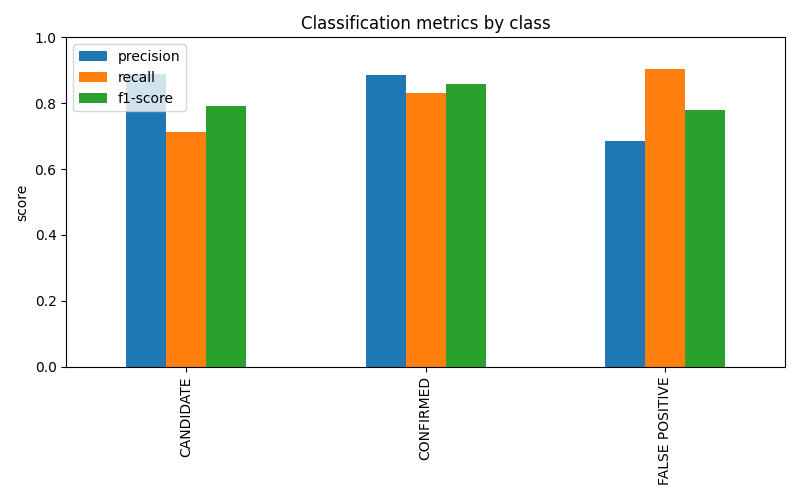 Classification metrics by class
precision
recall
f1-score
score
1.0
0.8
0.6
0.4
0.2
0.0
CANDIDATE
CONFIRMED
FALSE POSITIVE